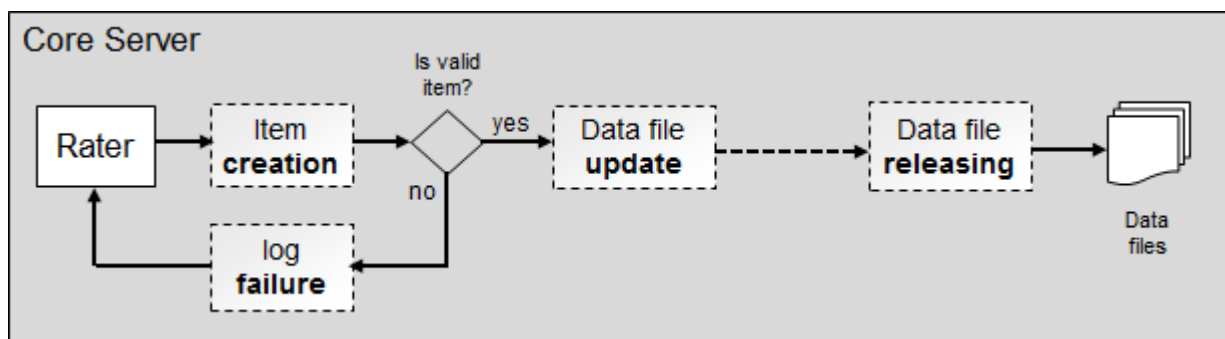 Core Server
Is valid
item?
Rater
Item
creation
yes
Data file
update
Data file
releasing
no
log
failure
Data
files